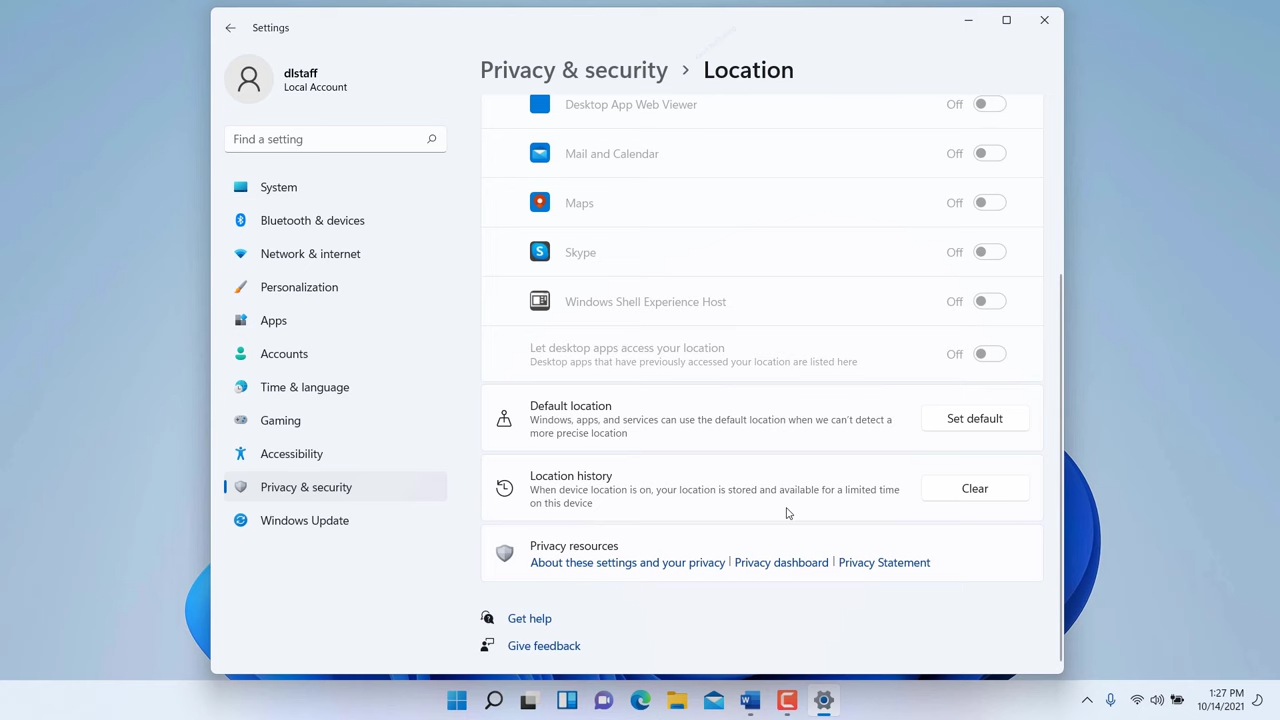 Settings
dlstaff
Local Account
Find a setting
System
Bluetooth & devices
Network & internet
Personalization
Apps
Accounts
Time & language
Gaming
Accessibility
Privacy & security
Windows Update
Privacy & security › Location
Desktop App Web Viewer Off
Mail and Calendar Off
Maps Off
Skype Off
Windows Shell Experience Host Off
Let desktop apps access your location
Desktop apps that have previously accessed your location are listed here
Off
Default location
Windows, apps, and services can use the default location when we can't detect a
more precise location
Set default
Location history
When device location is on, your location is stored and available for a limited time
on this device
Clear
Privacy resources
About these settings and your privacy | Privacy dashboard | Privacy Statement
Get help
Give feedback
1:27 PM
10/14/2021